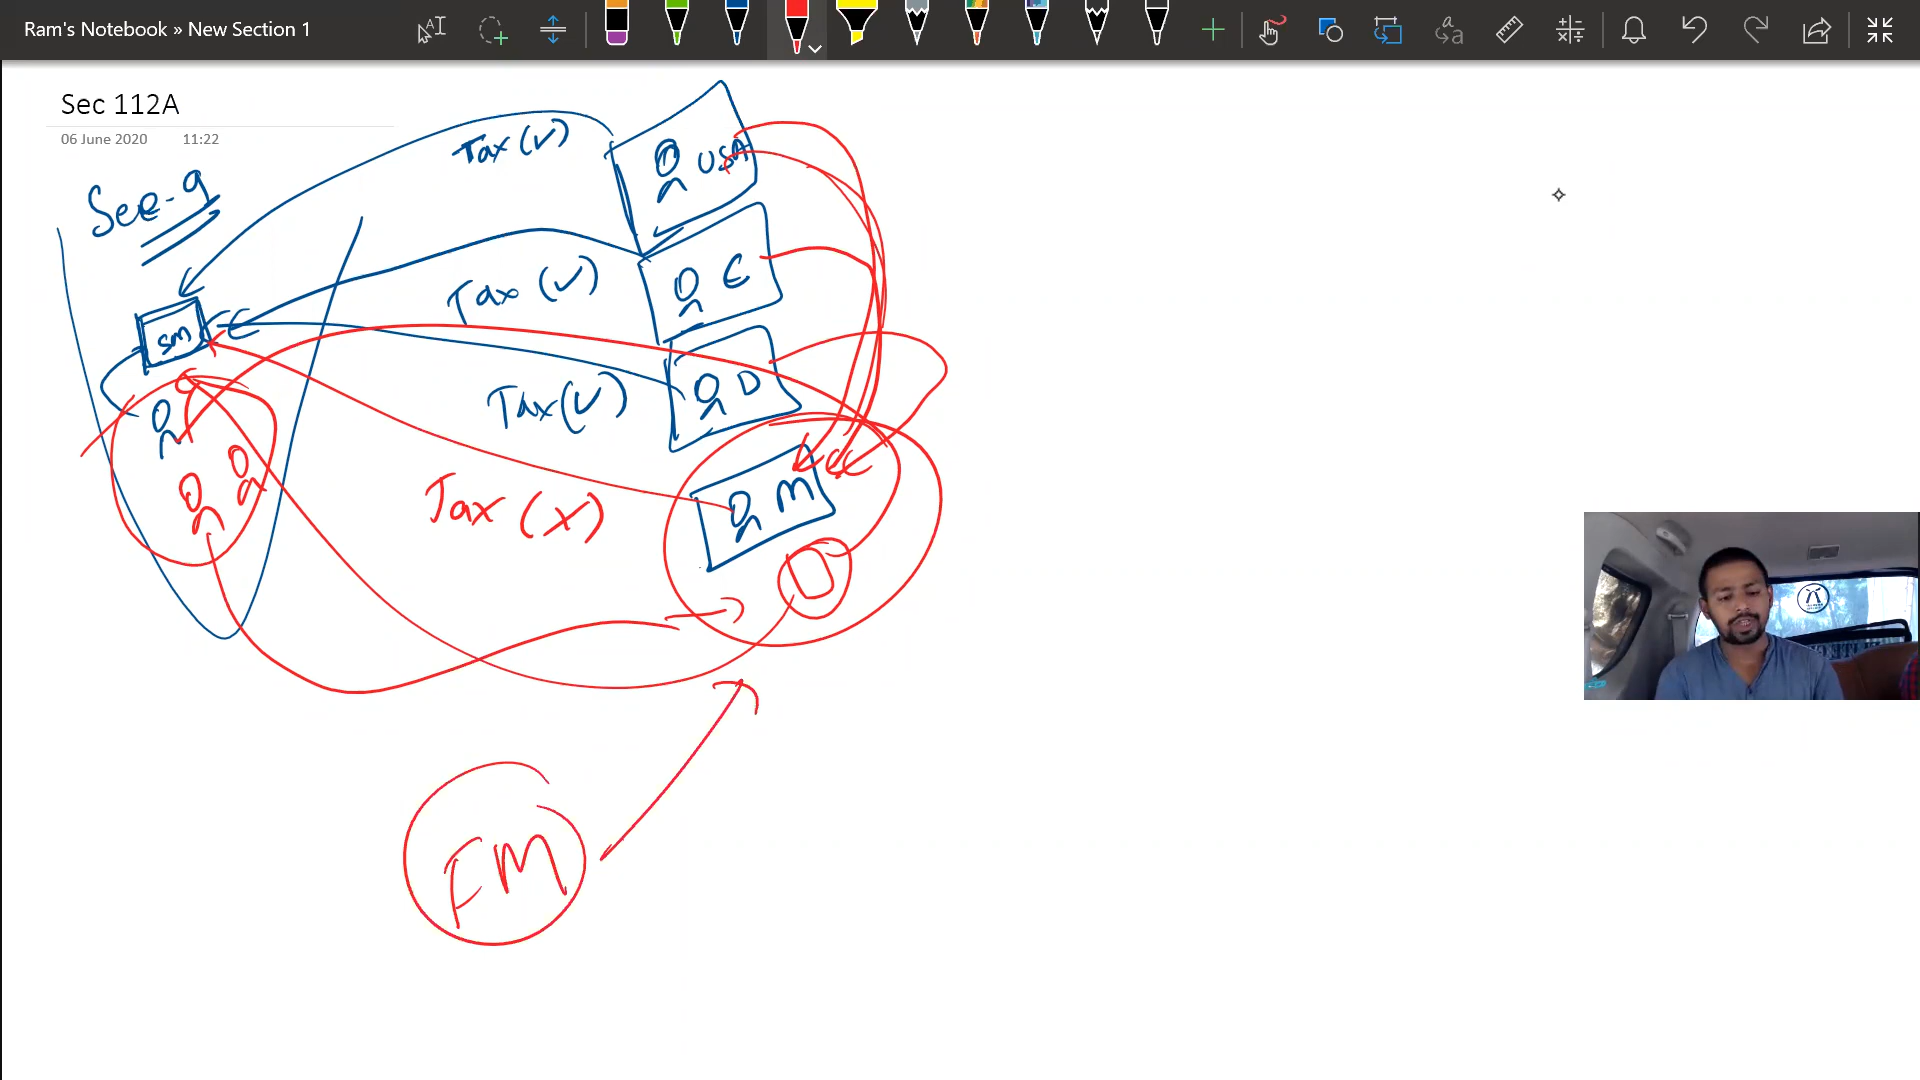 Ram's Notebook » New Section 1
Sec 112A
06 June 2020 11:22
Sec-9
Tax (✓)
USA
Tax (✓)
E
sm
Tax (✓)
D
Tax (X)
M
FM